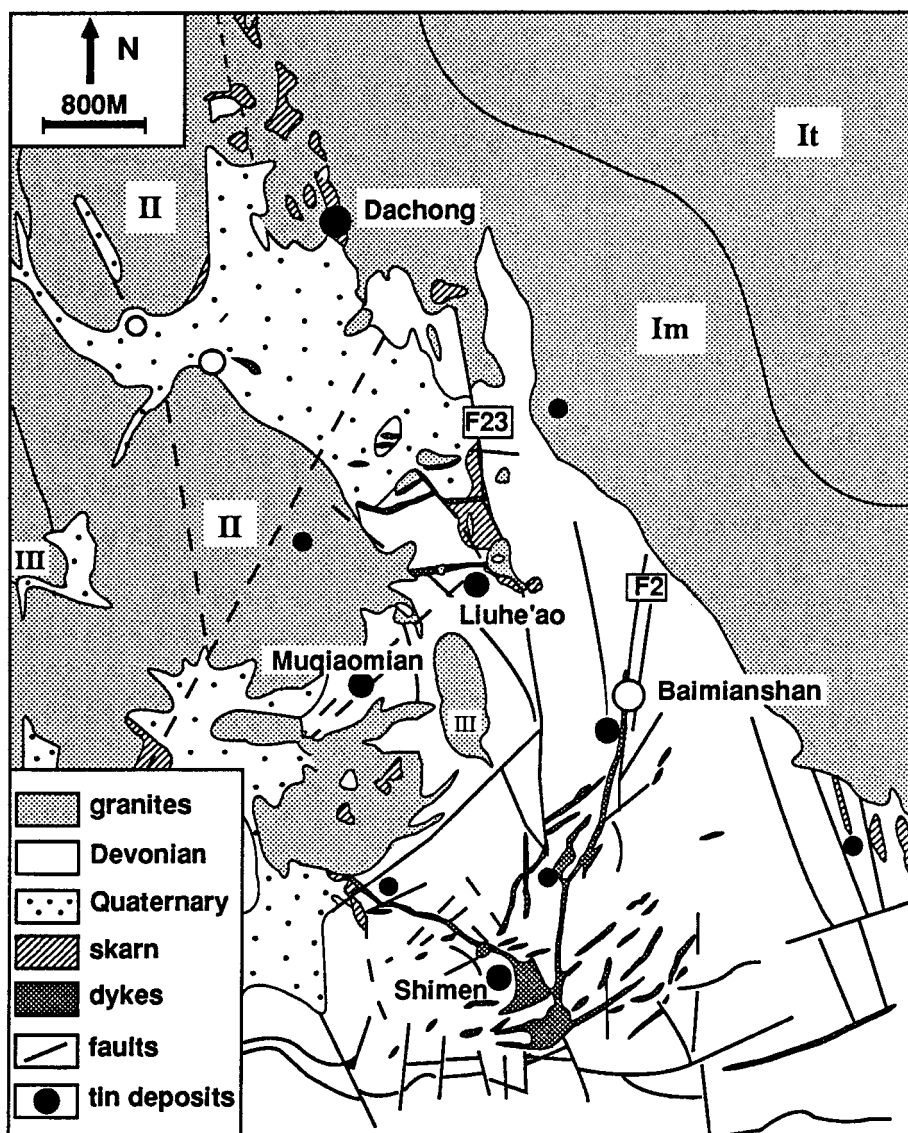 N
800M
It
II
Dachong
Im
F23
II
III
F2
Liuhe'ao
Muqiaomian
Baimianshan
III
granites
Devonian
Quaternary
skarn
dykes
Shimen
faults
tin deposits